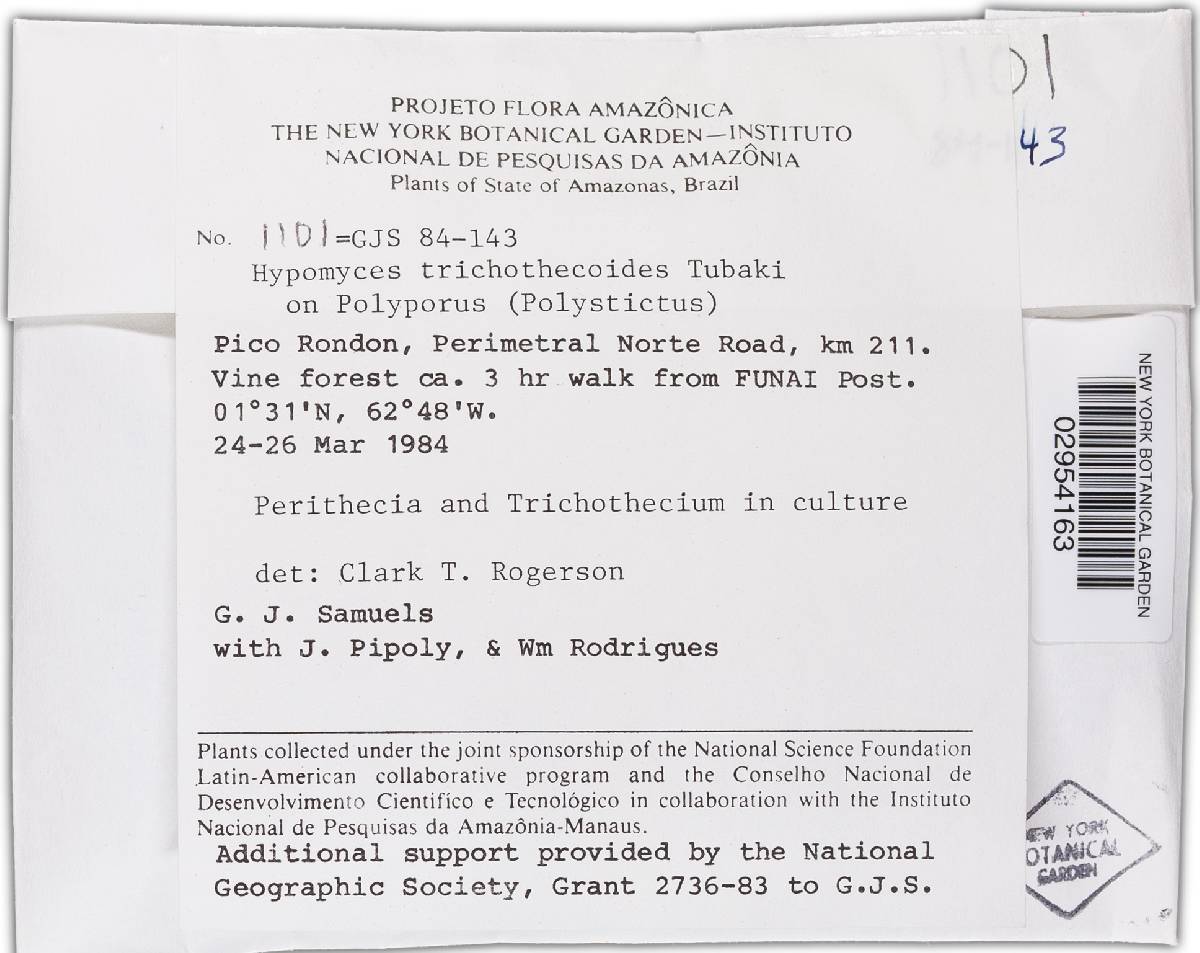 1101
43
PROJETO FLORA AMAZÔNICA
THE NEW YORK BOTANICAL GARDEN—INSTITUTO
NACIONAL DE PESQUISAS DA AMAZÔNIA
Plants of State of Amazonas, Brazil
No. 1101=GJS 84-143
Hypomyces trichothecoides Tubaki
on Polyporus (Polystictus)
Pico Rondon, Perimetral Norte Road, km 211.
Vine forest ca. 3 hr walk from FUNAI Post.
01°31'N, 62°48'W.
24-26 Mar 1984
Perithecia and Trichothecium in culture
det: Clark T. Rogerson
G. J. Samuels
with J. Pipoly, & Wm Rodrigues
Plants collected under the joint sponsorship of the National Science Foundation
Latin-American collaborative program and the Conselho Nacional de
Desenvolvimento Cientifíco e Tecnológico in collaboration with the Instituto
Nacional de Pesquisas da Amazônia-Manaus.
Additional support provided by the National
Geographic Society, Grant 2736-83 to G.J.S.
NEW YORK BOTANICAL GARDEN
02954163
NEW YORK
OTANICAL
GARDEN